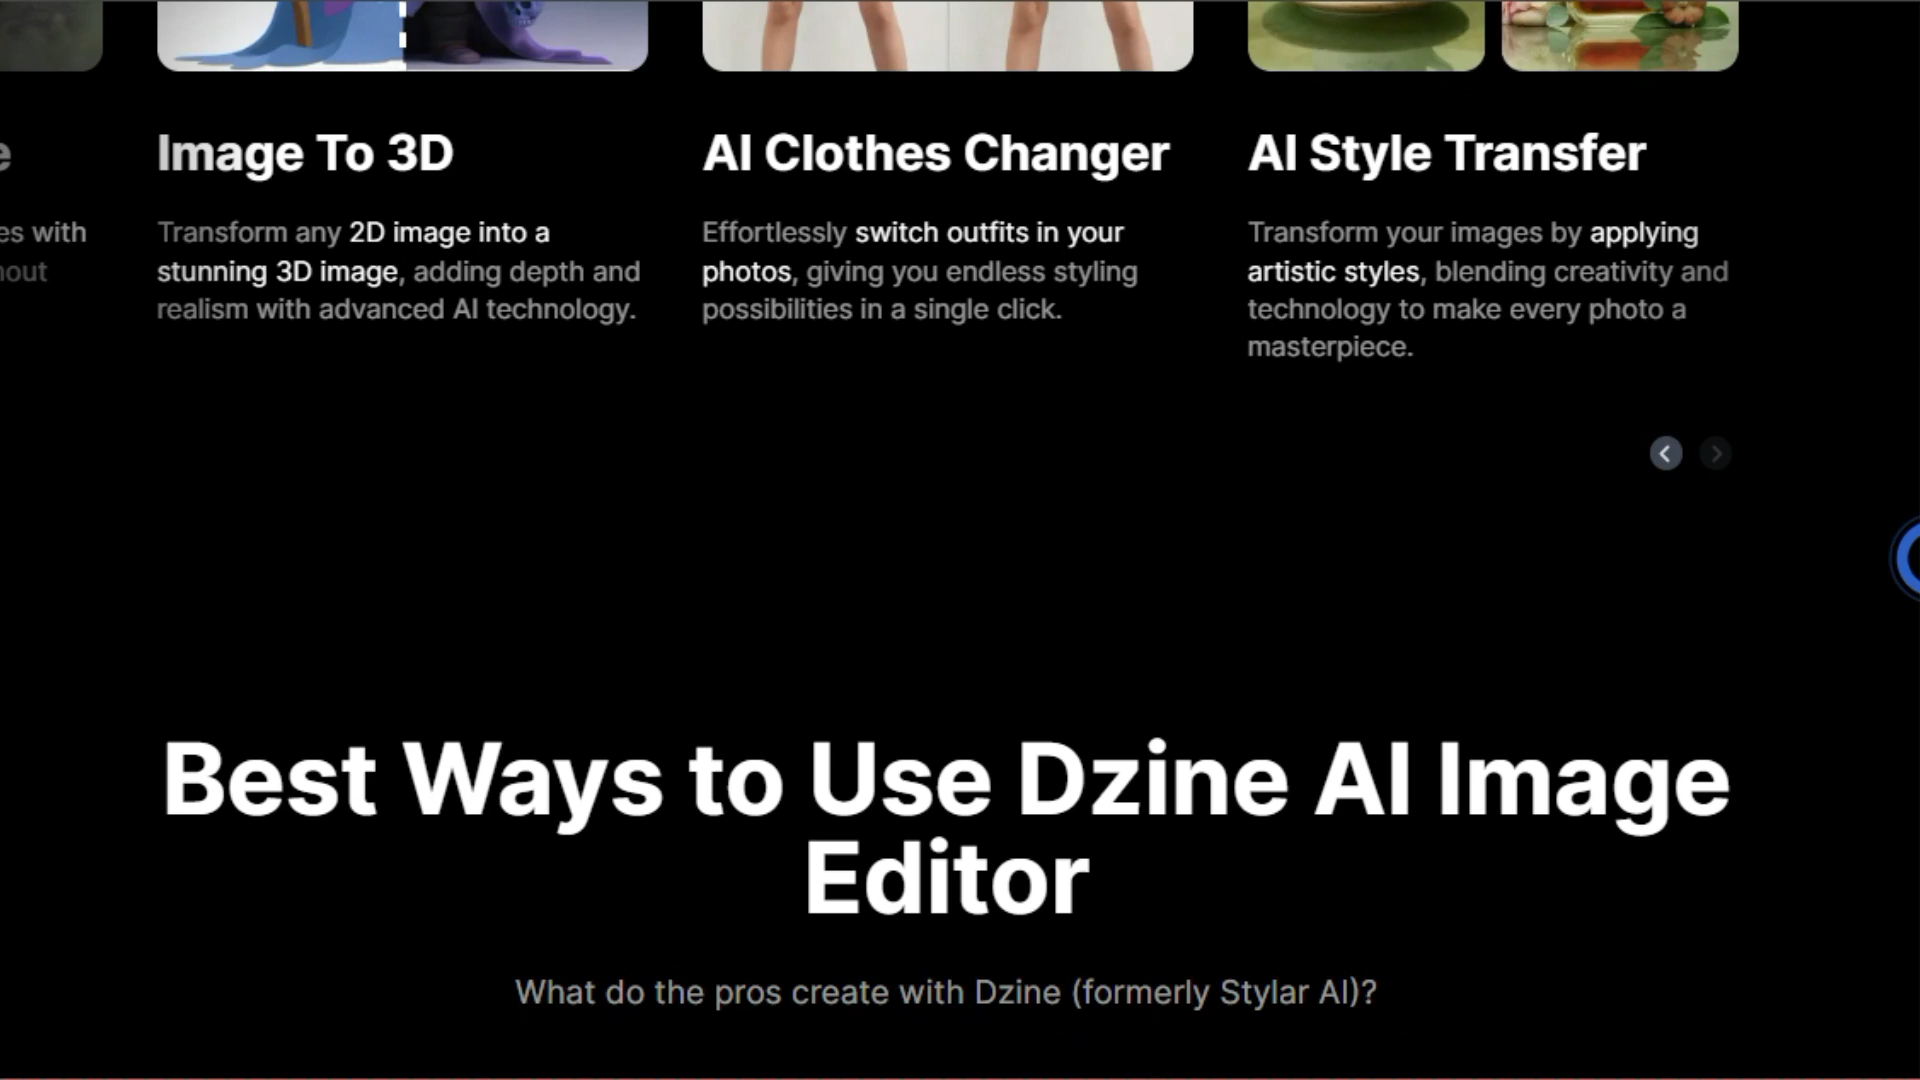 e
es with
out
Image To 3D
Transform any 2D image into a
stunning 3D image, adding depth and
realism with advanced AI technology.
AI Clothes Changer
Effortlessly switch outfits in your
photos, giving you endless styling
possibilities in a single click.
AI Style Transfer
Transform your images by applying
artistic styles, blending creativity and
technology to make every photo a
masterpiece.
Best Ways to Use Dzine AI Image
Editor
What do the pros create with Dzine (formerly Stylar AI)?